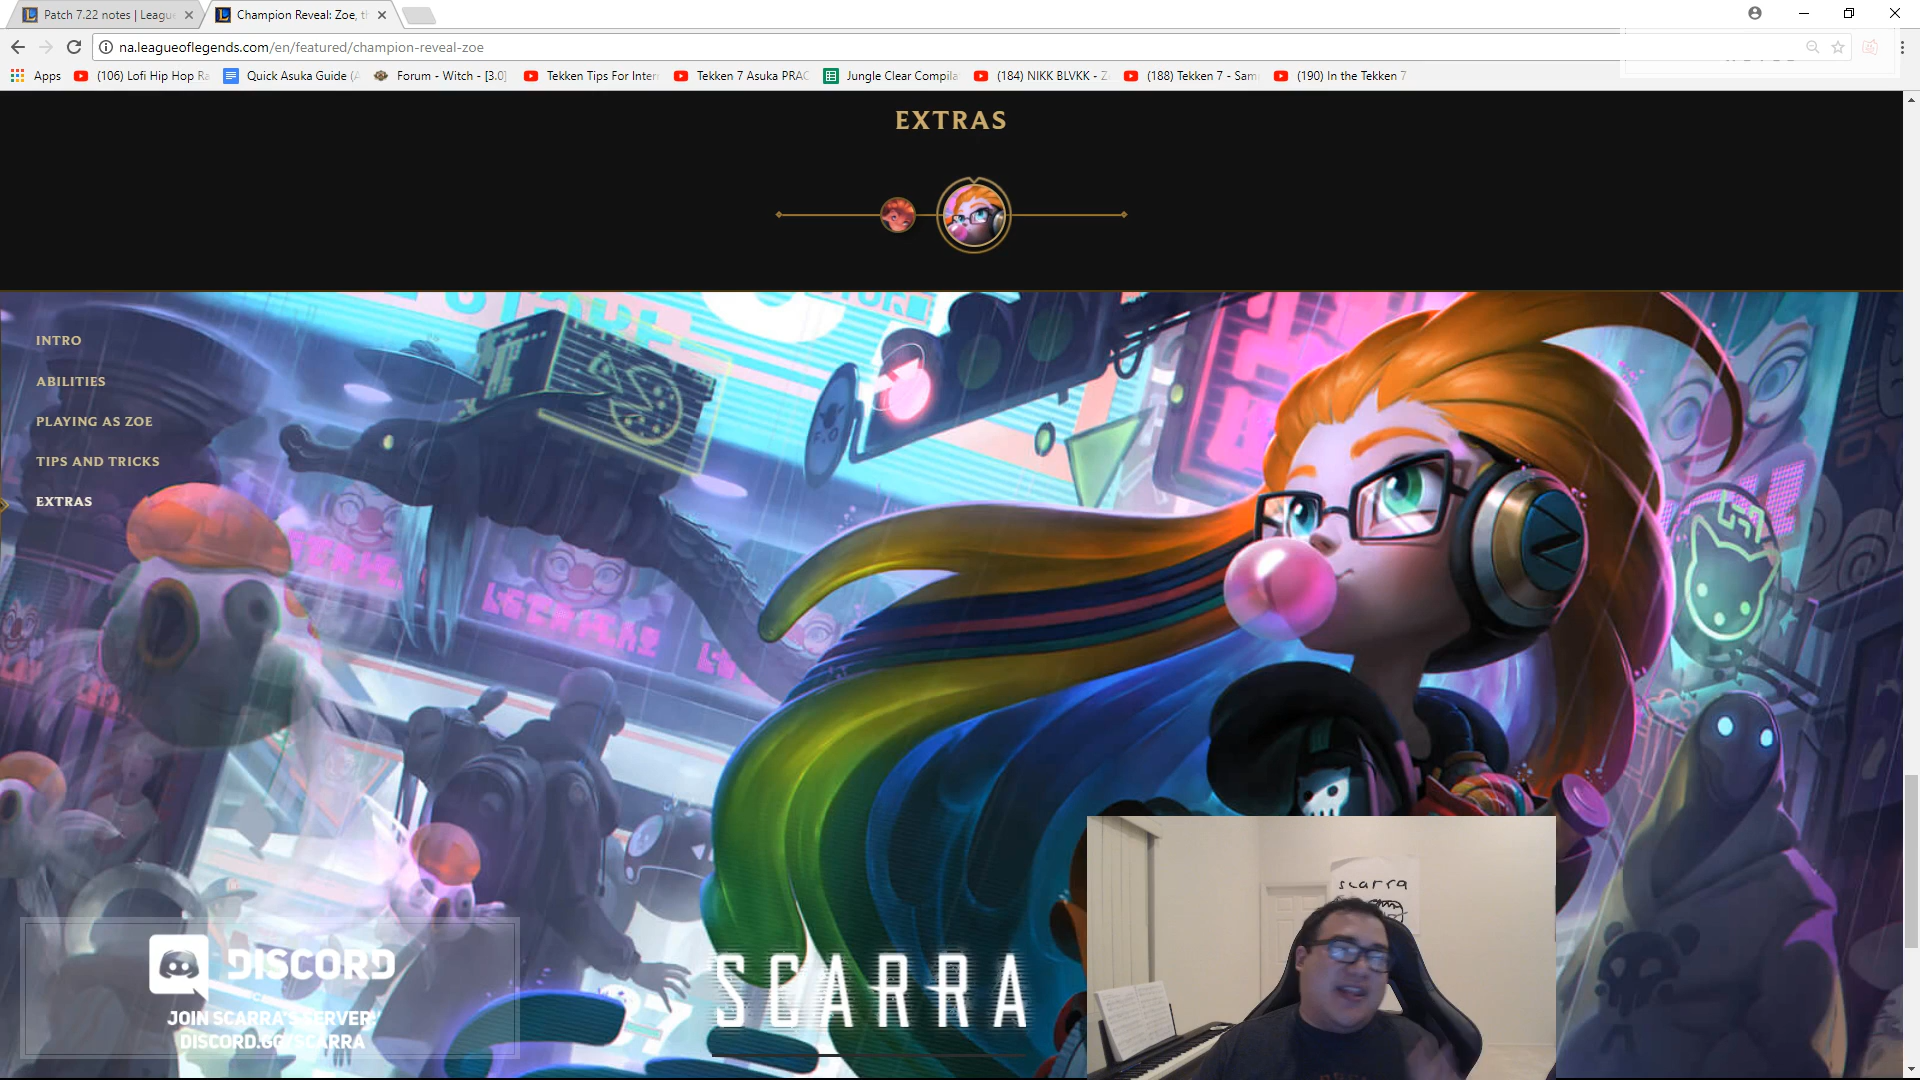 Patch 7.22 notes | Leagu
Champion Reveal: Zoe, th
na.leagueoflegends.com/en/featured/champion-reveal-zoe
Apps
(106) Lofi Hip Hop Ra
Quick Asuka Guide (A
Forum - Witch - [3.0]
Tekken Tips For Inter
Tekken 7 Asuka PRAC
Jungle Clear Compila
(184) NIKK BLVKK - Z
(188) Tekken 7 - Sam
(190) In the Tekken 7
EXTRAS
INTRO
ABILITIES
PLAYING AS ZOE
TIPS AND TRICKS
EXTRAS
scarra
DISCORD
JOIN SCARRA'S SERVER!
DISCORD.GG/SCARRA
SCARRA